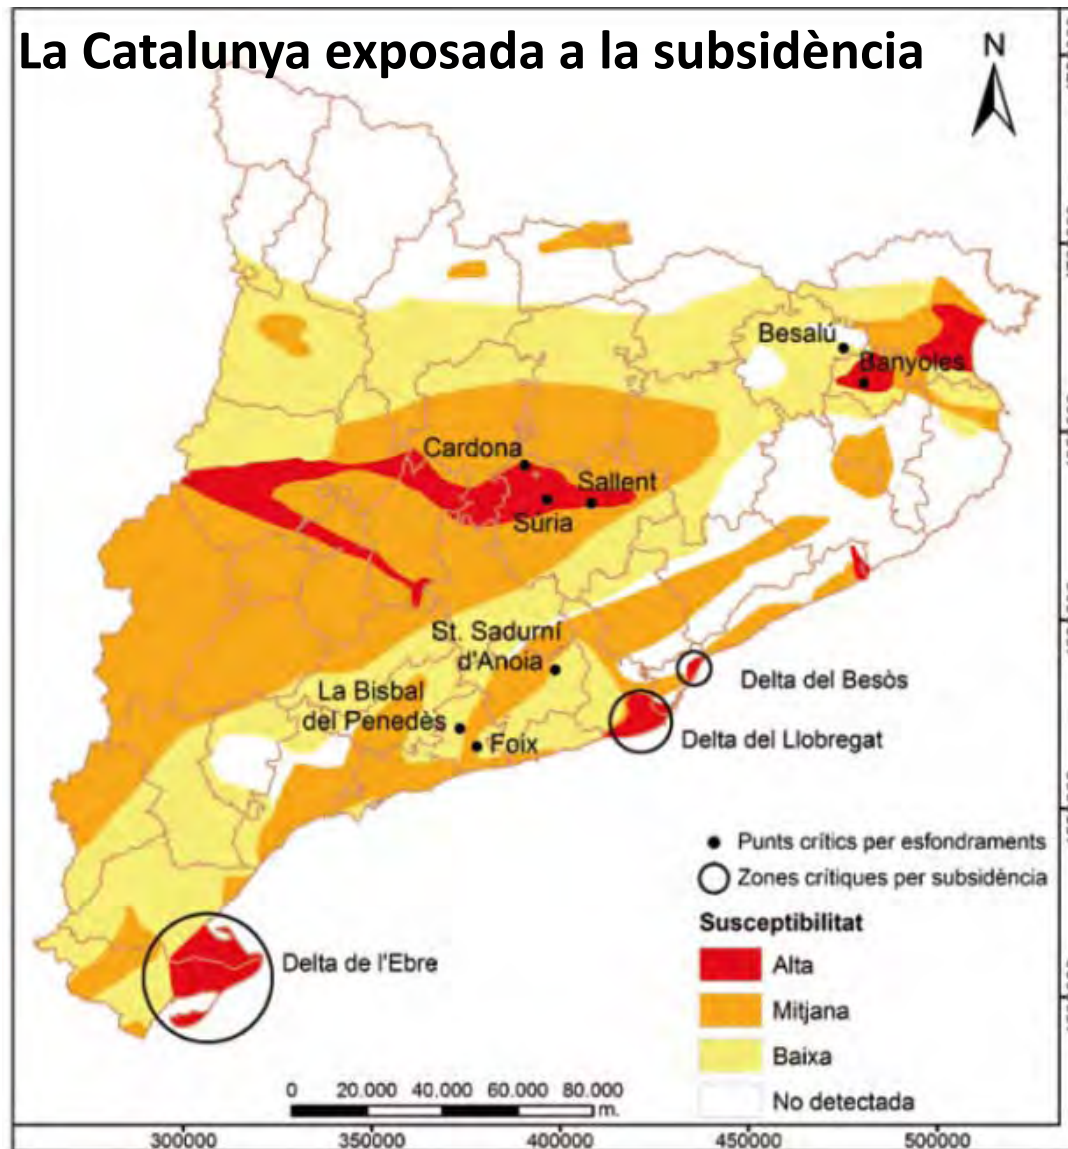 La Catalunya exposada a la subsidència
N
Besalú
Banyoles
Cardona
Sallent
Súria
St. Sadurní
d'Anoia
La Bisbal
del Penedès
Foix
Delta del Besòs
Delta del Llobregat
Punts crítics per esfondraments
Zones crítiques per subsidència
Susceptibilitat
Alta
Mitjana
Baixa
No detectada
Delta de l'Ebre
0 20.000 40.000 60.000 80.000
m.
300000 350000 400000 450000 500000